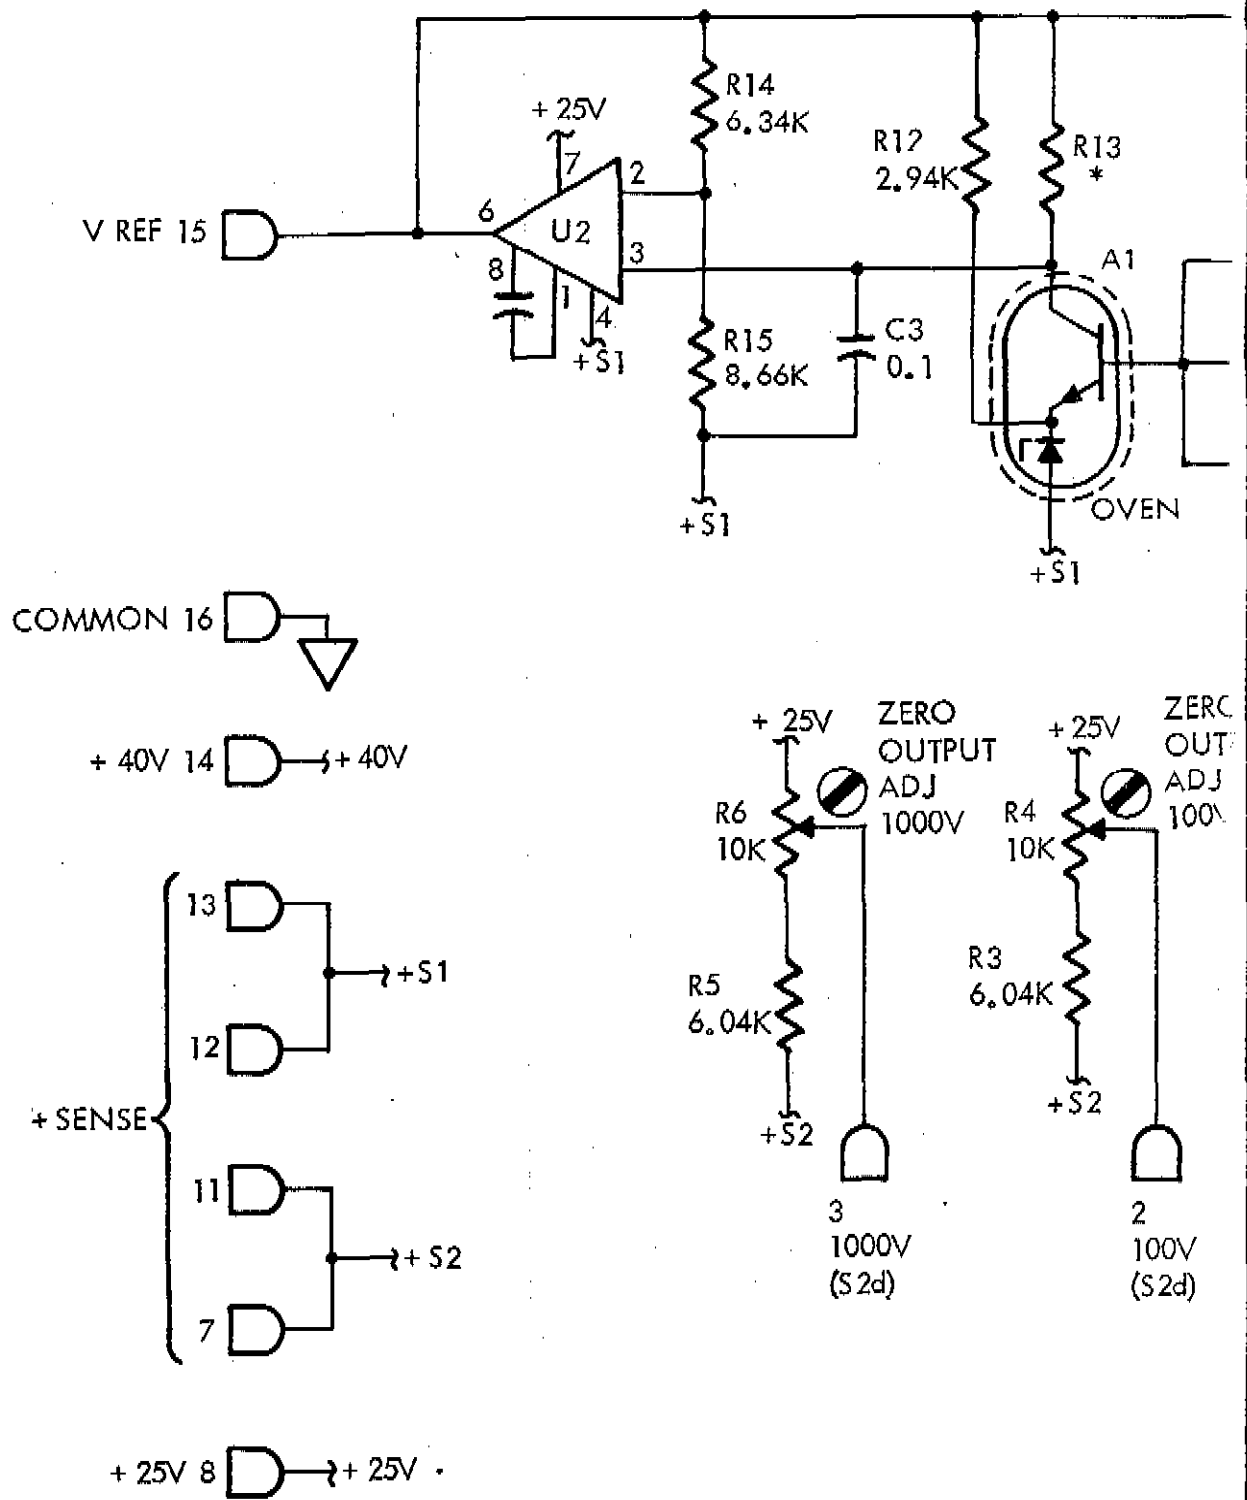 R14
6.34K
+ 25V
7
2
R12
2.94K
R13
*
V REF 15
6
U2
3
8
1
4
+S1
A1
C3
0.1
R15
8.66K
+S1
OVEN
+S1
COMMON 16
+ 40V 14
+ 40V
+ 25V
ZERO
OUTPUT
ADJ
1000V
R6
10K
+ 25V
ADJ
R4
10K
13
+S1
12
R5
6.04K
+S2
R3
6.04K
+S2
+ SENSE
11
+ S2
7
3
1000V
(S2d)
2
100V
(S2d)
+ 25V 8
+ 25V